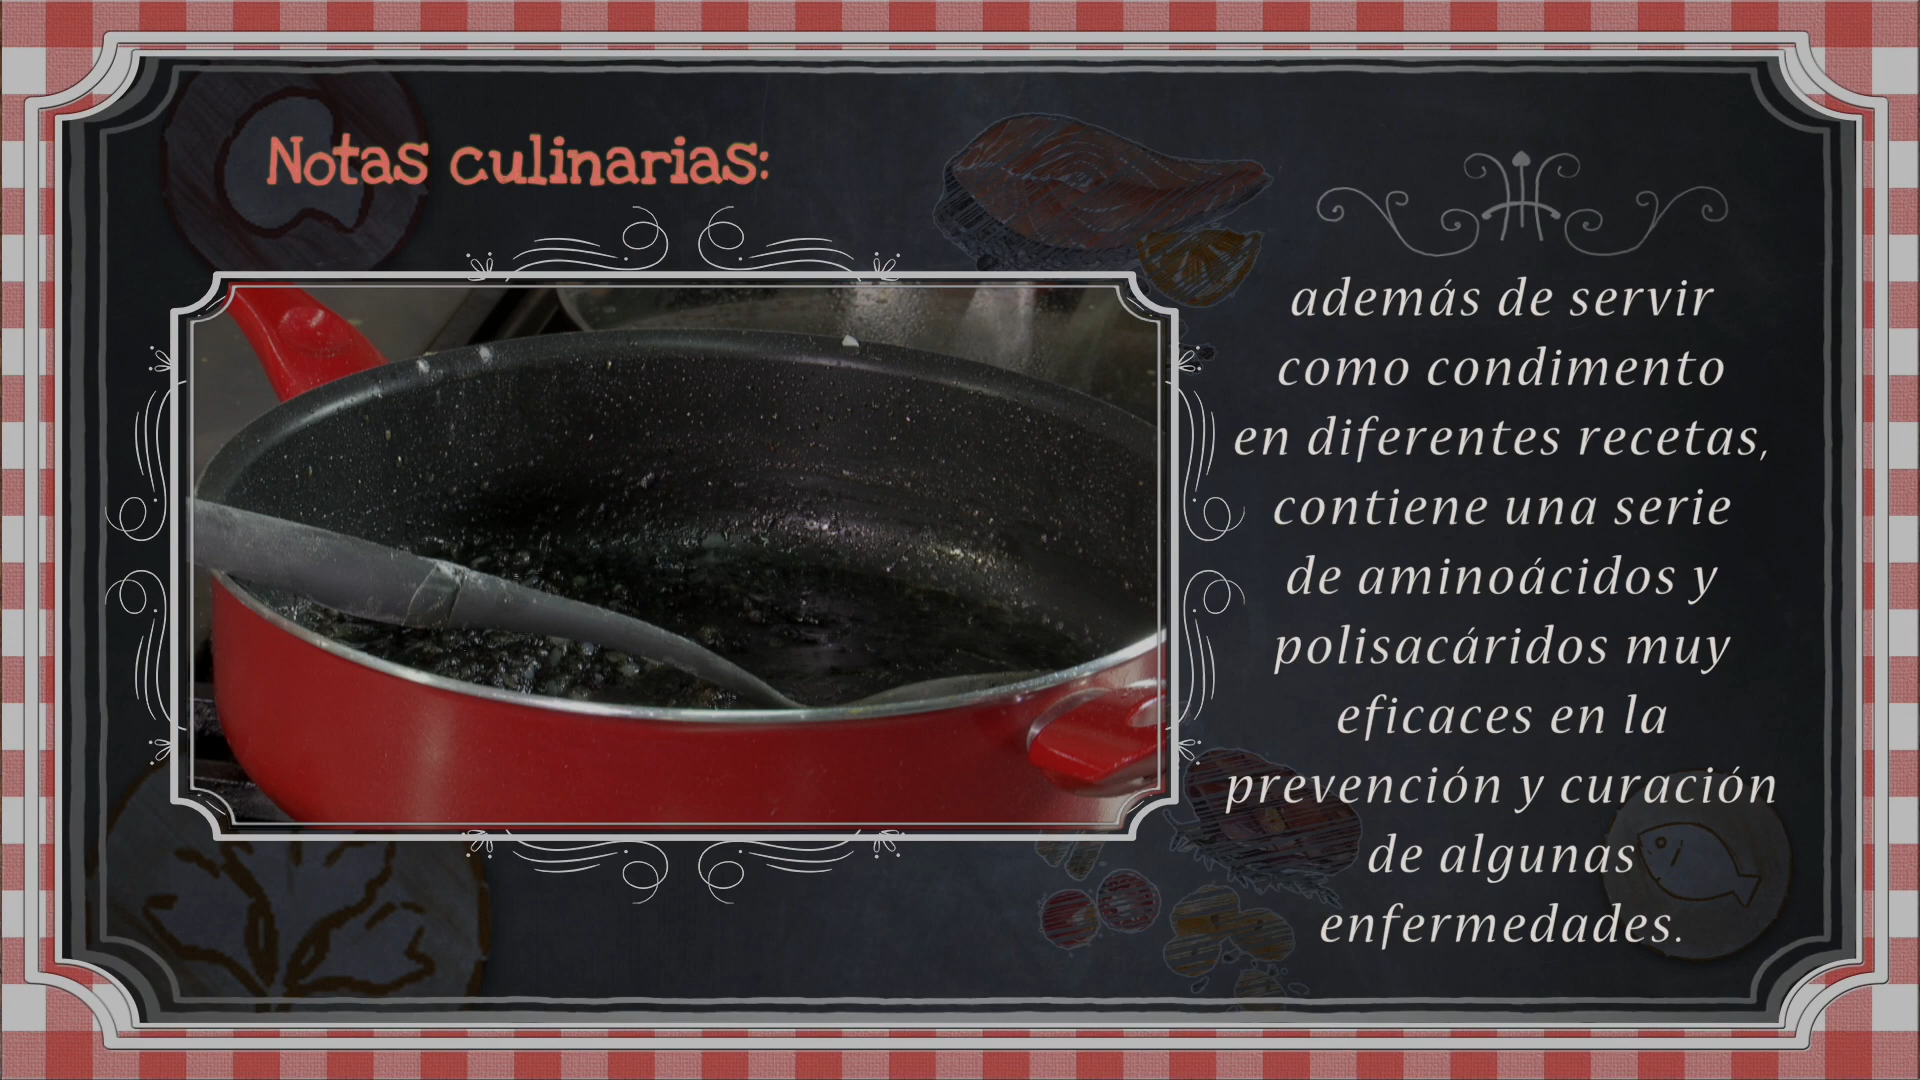 Notas culinarias:
además de servir
como condimento
en diferentes recetas,
contiene una serie
de aminoácidos y
polisacáridos muy
eficaces en la
prevención y curación
de algunas
enfermedades.